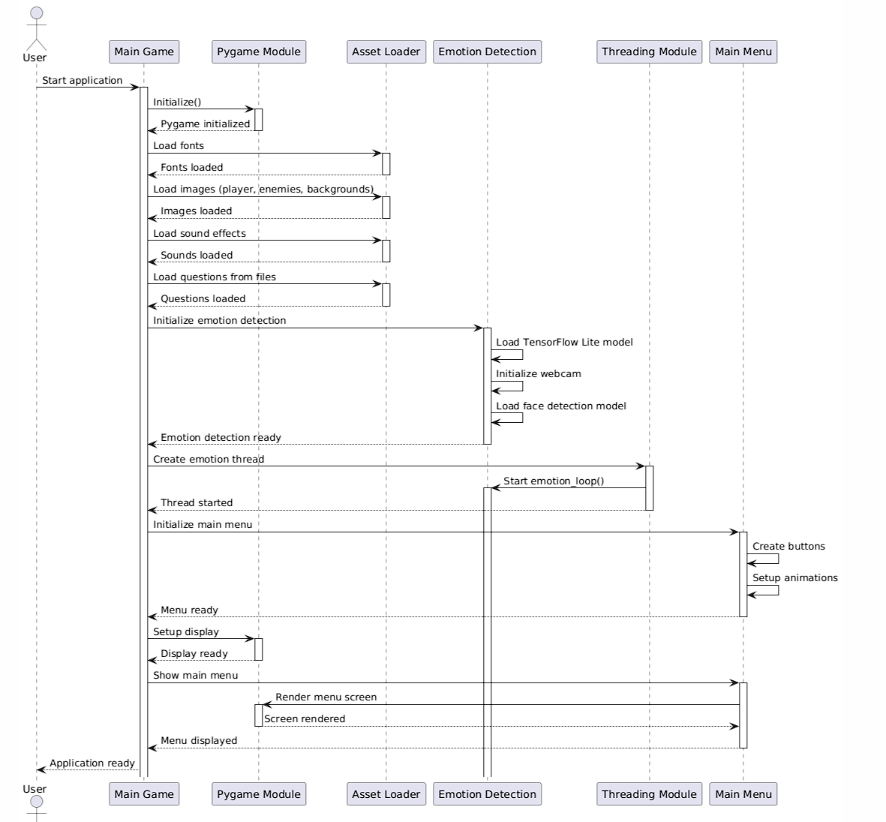 User
Main Game
Pygame Module
Asset Loader
Emotion Detection
Threading Module
Main Menu
Start application
Initialize()
Pygame initialized
Load fonts
Fonts loaded
Load images (player, enemies, backgrounds)
Images loaded
Load sound effects
Sounds loaded
Load questions from files
Questions loaded
Initialize emotion detection
Load TensorFlow Lite model
Initialize webcam
Load face detection model
Emotion detection ready
Create emotion thread
Start emotion_loop()
Thread started
Initialize main menu
Create buttons
Setup animations
Menu ready
Setup display
Display ready
Show main menu
Render menu screen
Screen rendered
Menu displayed
Application ready
User
Main Game
Pygame Module
Asset Loader
Emotion Detection
Threading Module
Main Menu